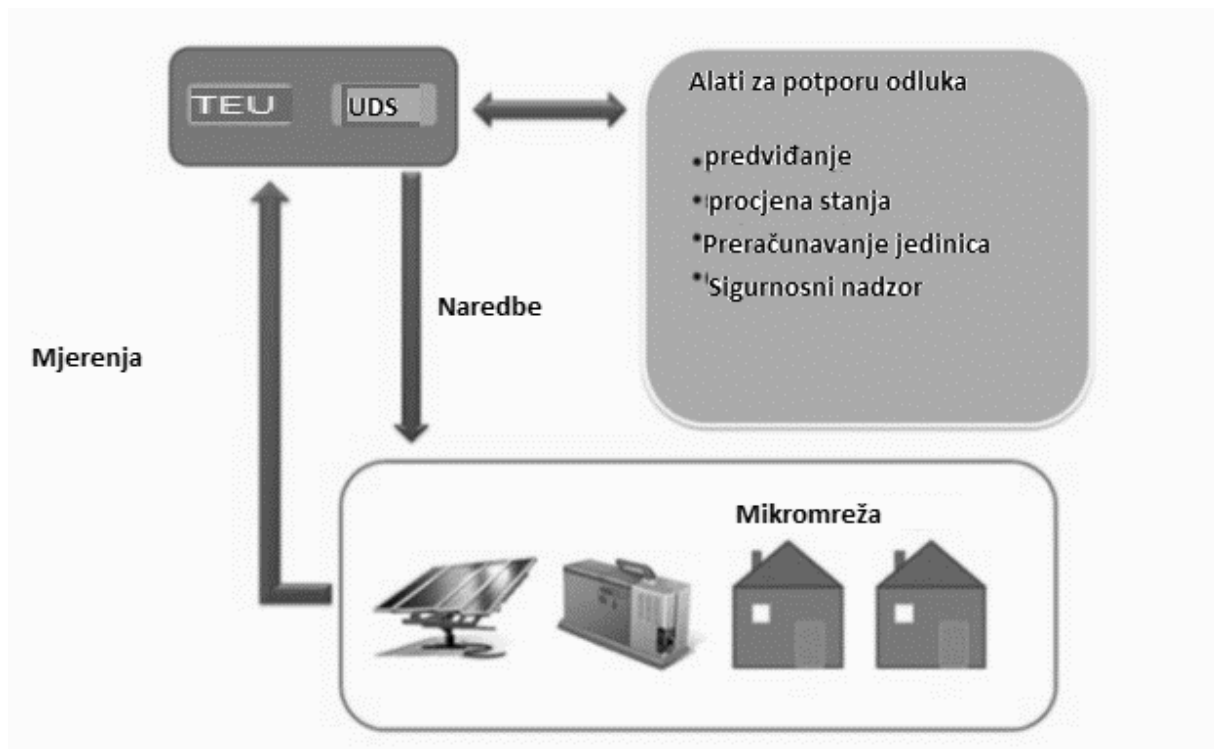 TEU
UDS
Alati za potporu odluka
• predviđanje
• procjena stanja
• Preračunavanje jedinica
• Sigurnosni nadzor
Naredbe
Mjerenja
Mikromreža